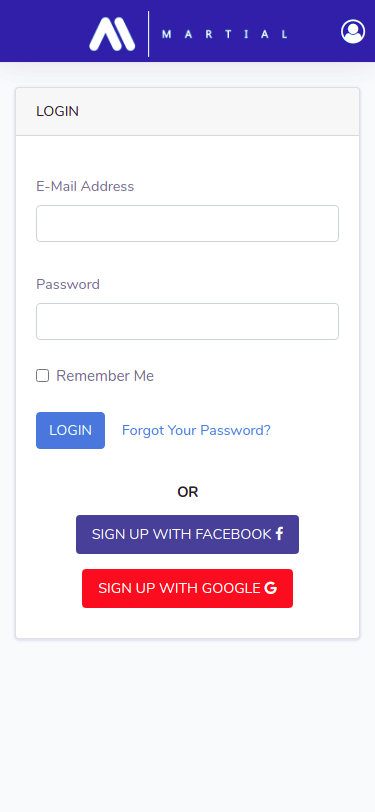 MARTIAL
LOGIN
E-Mail Address
Password
Remember Me
LOGIN Forgot Your Password?
OR
SIGN UP WITH FACEBOOK
SIGN UP WITH GOOGLE